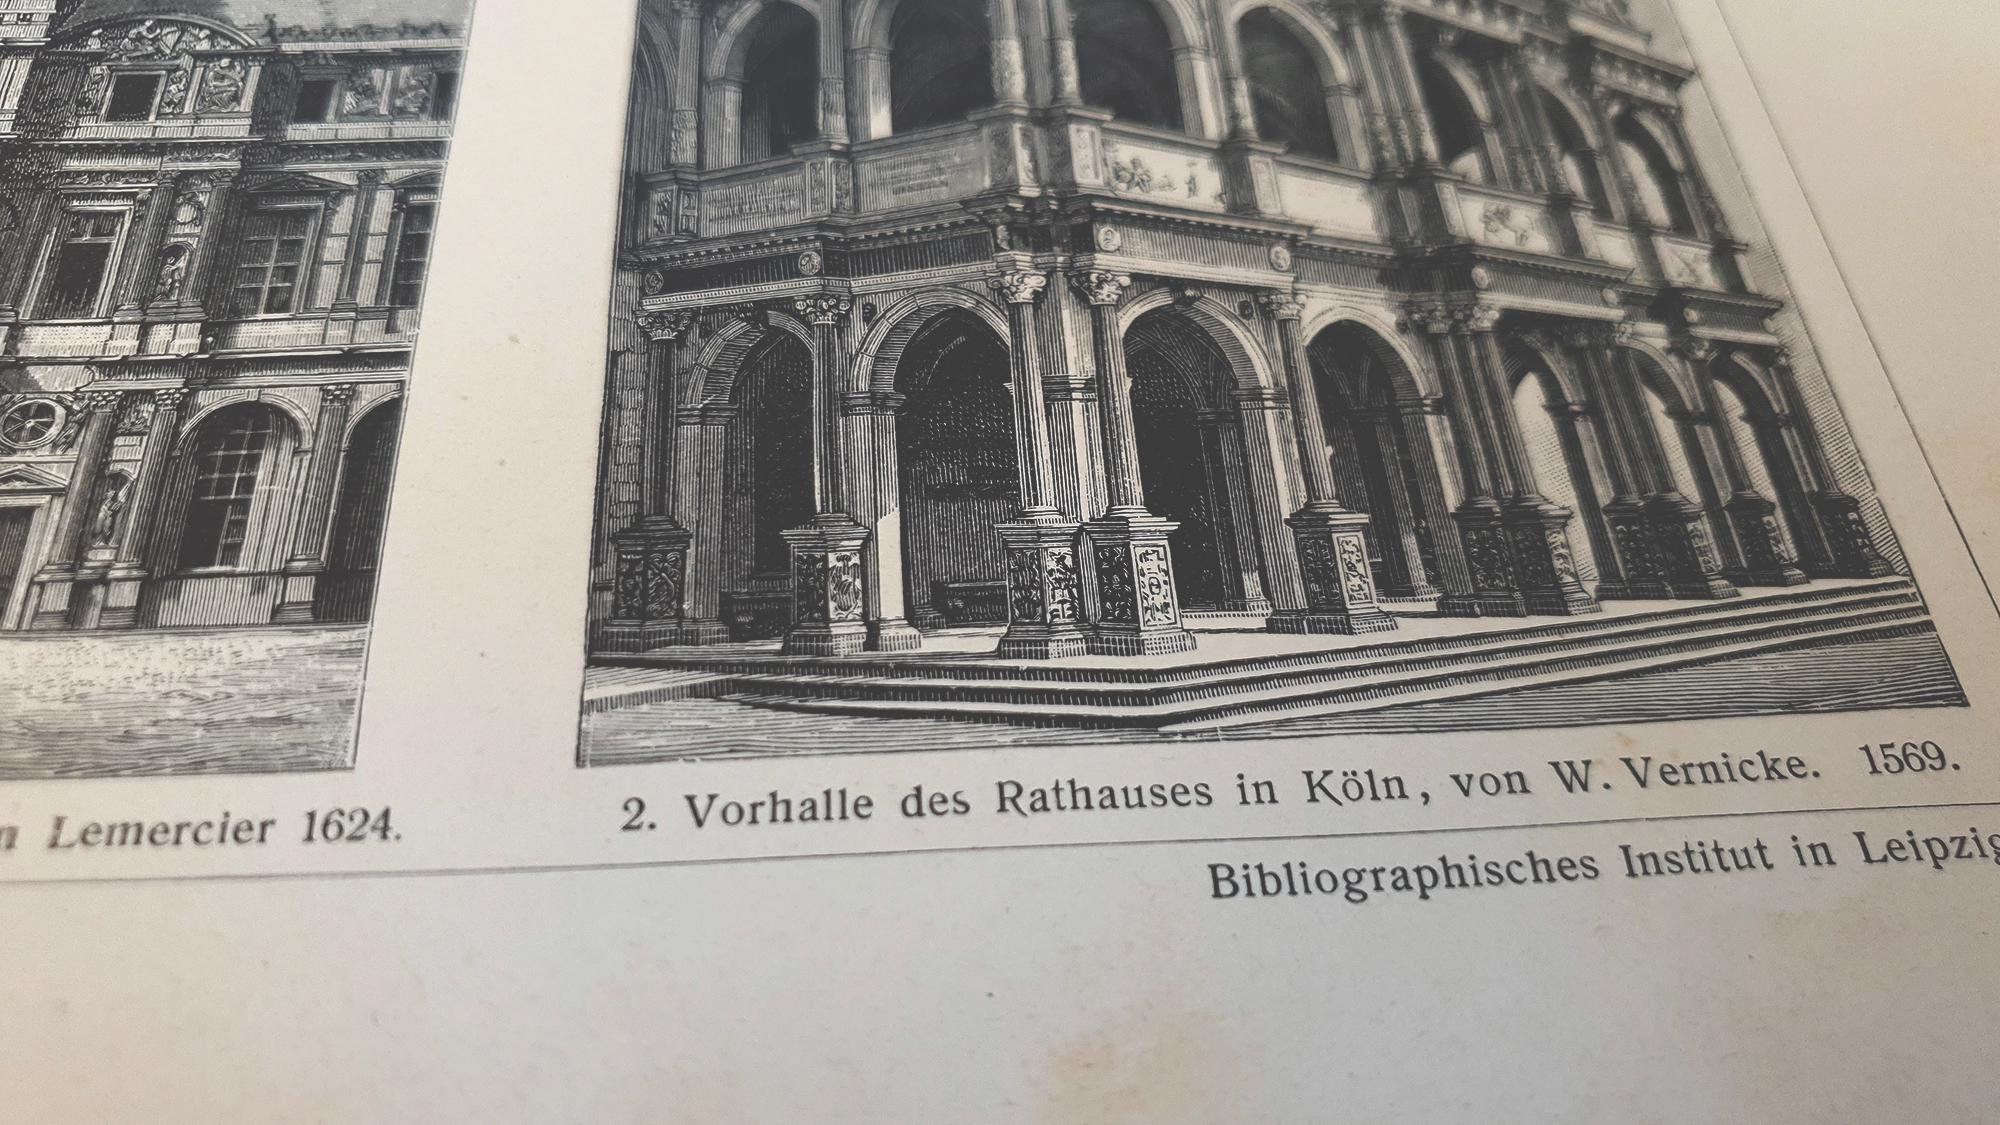 Lemercier 1624.
2. Vorhalle des Rathauses in Köln, von W. Vernicke. 1569.
Bibliographisches Institut in Leipzig